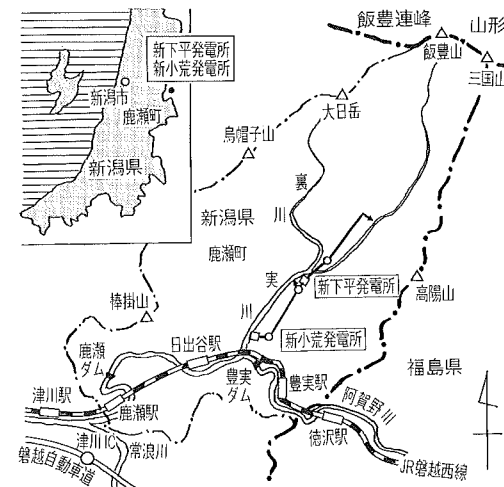 新下平発電所
新小荒発電所
新潟市
鹿瀬町
新潟県
飯豊連峰
山形
飯豊山
三国山
大日岳
烏帽子山
裏川
新潟県
鹿瀬町
実川
新下平発電所
高陽山
棒掛山
新小荒発電所
日出谷駅
鹿瀬ダム
福島県
豊実ダム
豊実駅
津川駅
鹿瀬駅
阿賀野川
津川IC
常浪川
徳沢駅
磐越自動車道
JR磐越西線